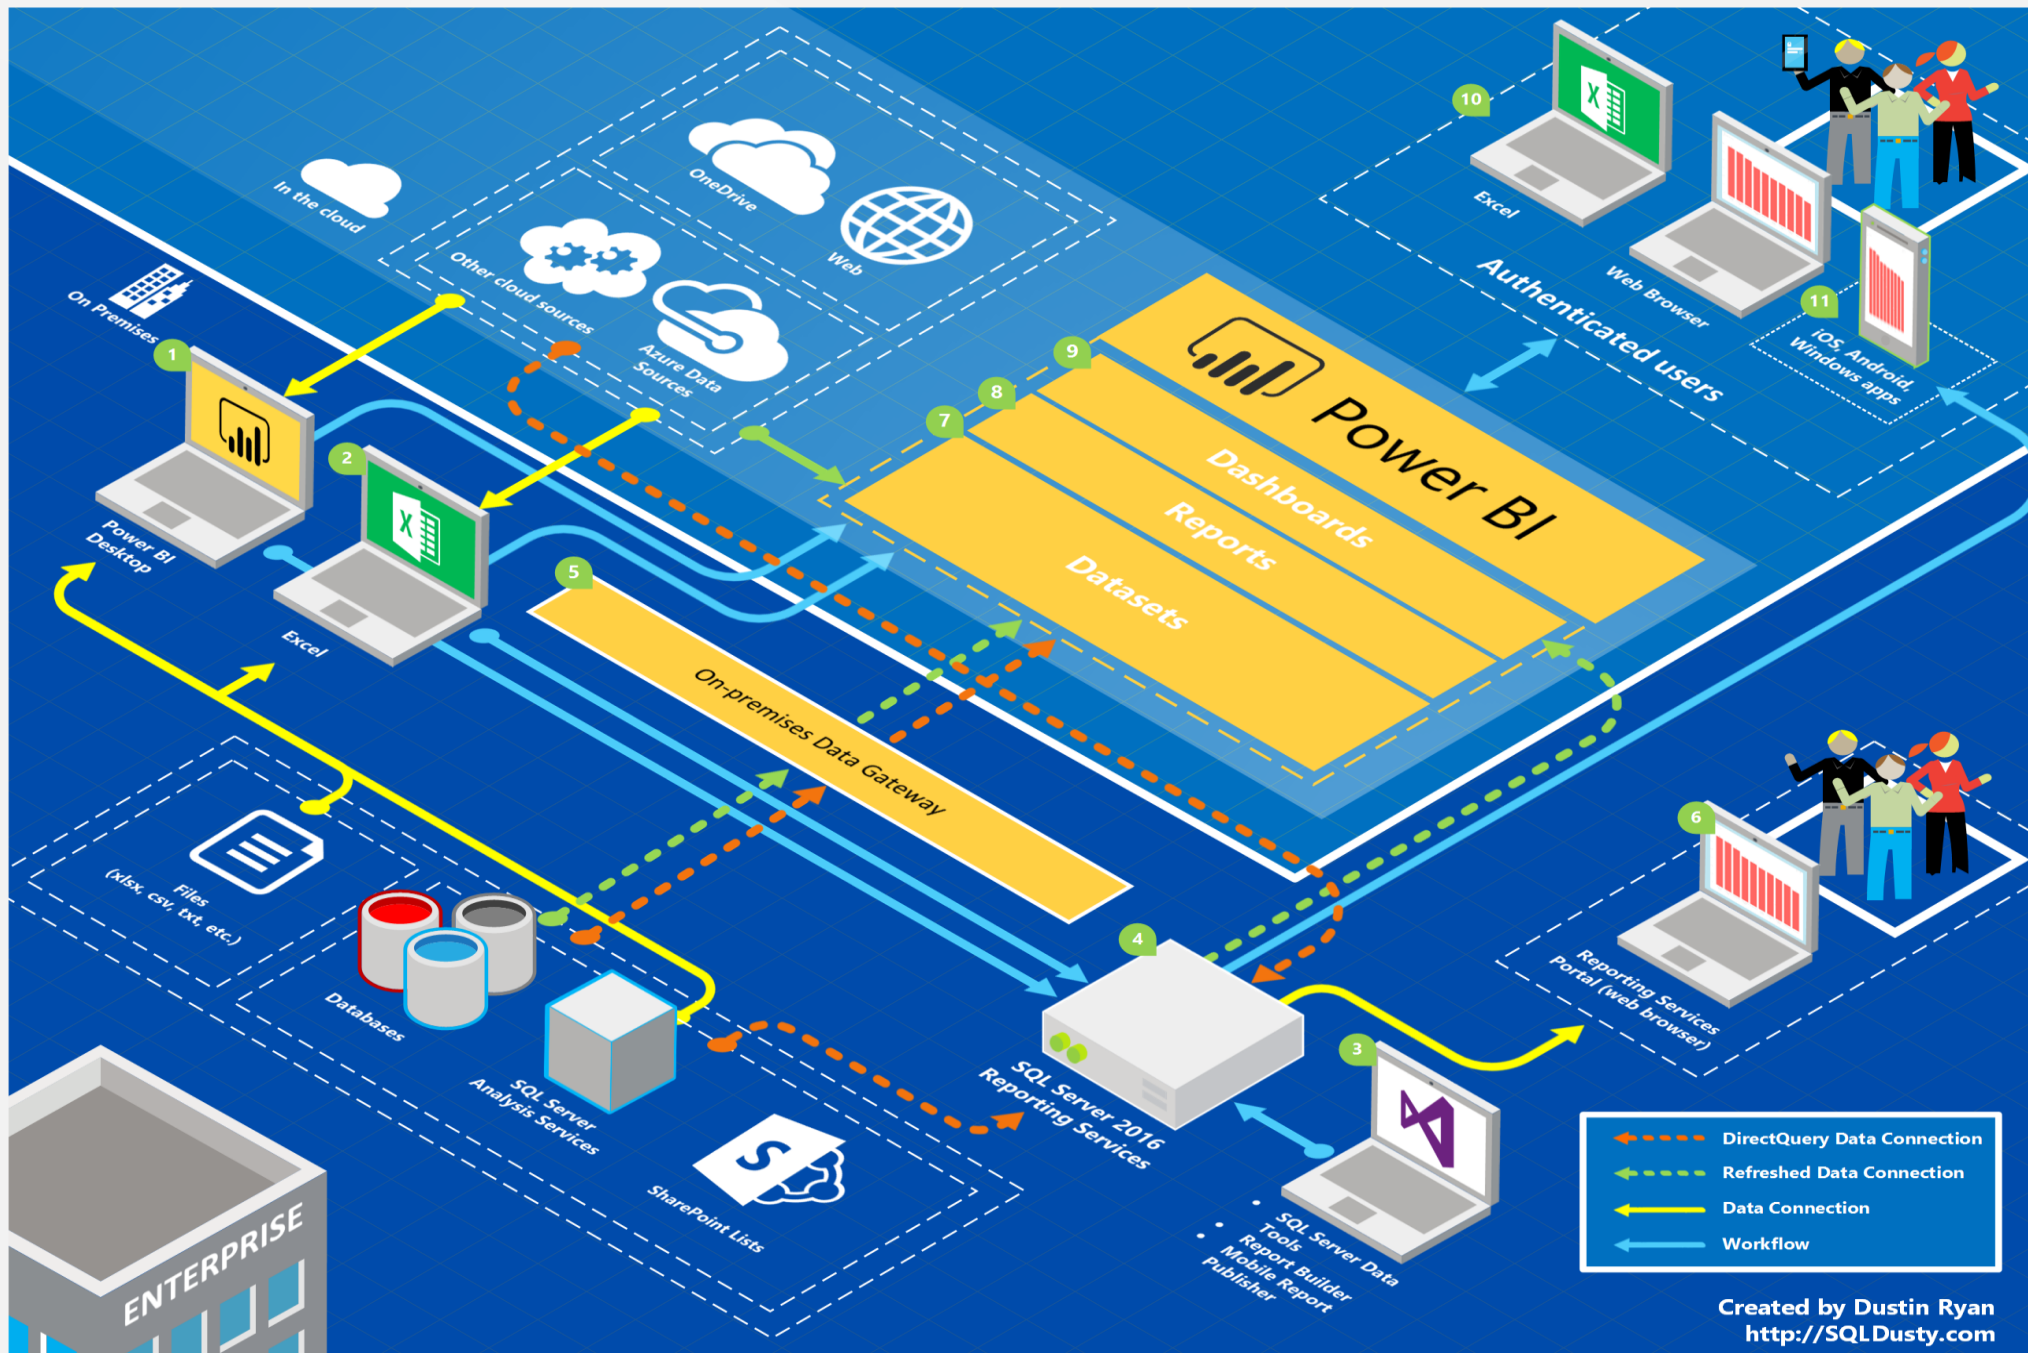 10
Excel
Web Browser
11
iOS, Android,
Windows apps
Authenticated users
OneDrive
Web
In the cloud
Other cloud sources
Azure Data
Sources
On Premises
1
Power BI
Desktop
2
Excel
9
8
7
Power BI
Dashboards
Reports
Datasets
5
On-premises Data Gateway
Files
(xlsx, csv, txt, etc.)
Databases
SQL Server
Analysis Services
S
SharePoint Lists
4
SQL Server 2016
Reporting Services
6
Reporting Services
Portal (web browser)
3
• SQL Server Data
Tools
• Report Builder
• Mobile Report
Publisher
ENTERPRISE
DirectQuery Data Connection
Refreshed Data Connection
Data Connection
Workflow
Created by Dustin Ryan
http://SQLDusty.com